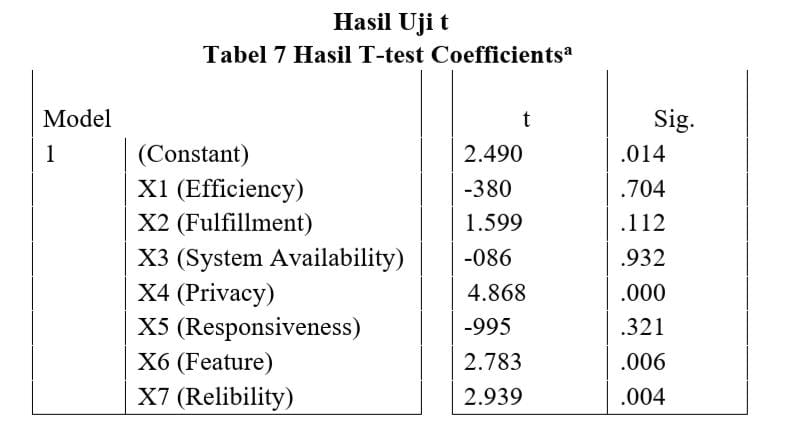 Hasil Uji t
Tabel 7 Hasil T-test Coefficientsᵃ
Model t Sig.
1 (Constant) 2.490 .014
X1 (Efficiency) -380 .704
X2 (Fulfillment) 1.599 .112
X3 (System Availability) -086 .932
X4 (Privacy) 4.868 .000
X5 (Responsiveness) -995 .321
X6 (Feature) 2.783 .006
X7 (Relibility) 2.939 .004